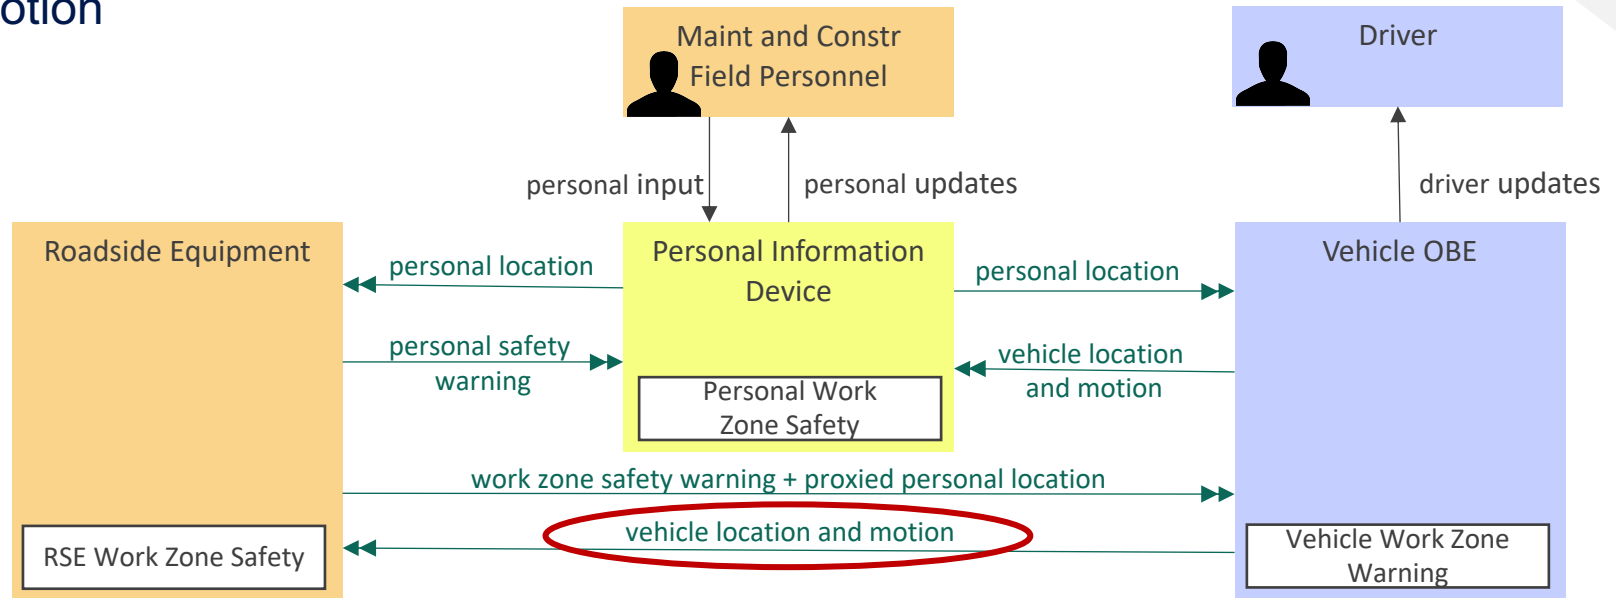 otion
Maint and Constr
Field Personnel
Driver
personal input
personal updates
driver updates
Roadside Equipment
Personal Information
Device
Vehicle OBE
personal location
personal location
personal safety
warning
vehicle location
and motion
Personal Work
Zone Safety
work zone safety warning + proxied personal location
vehicle location and motion
RSE Work Zone Safety
Vehicle Work Zone
Warning